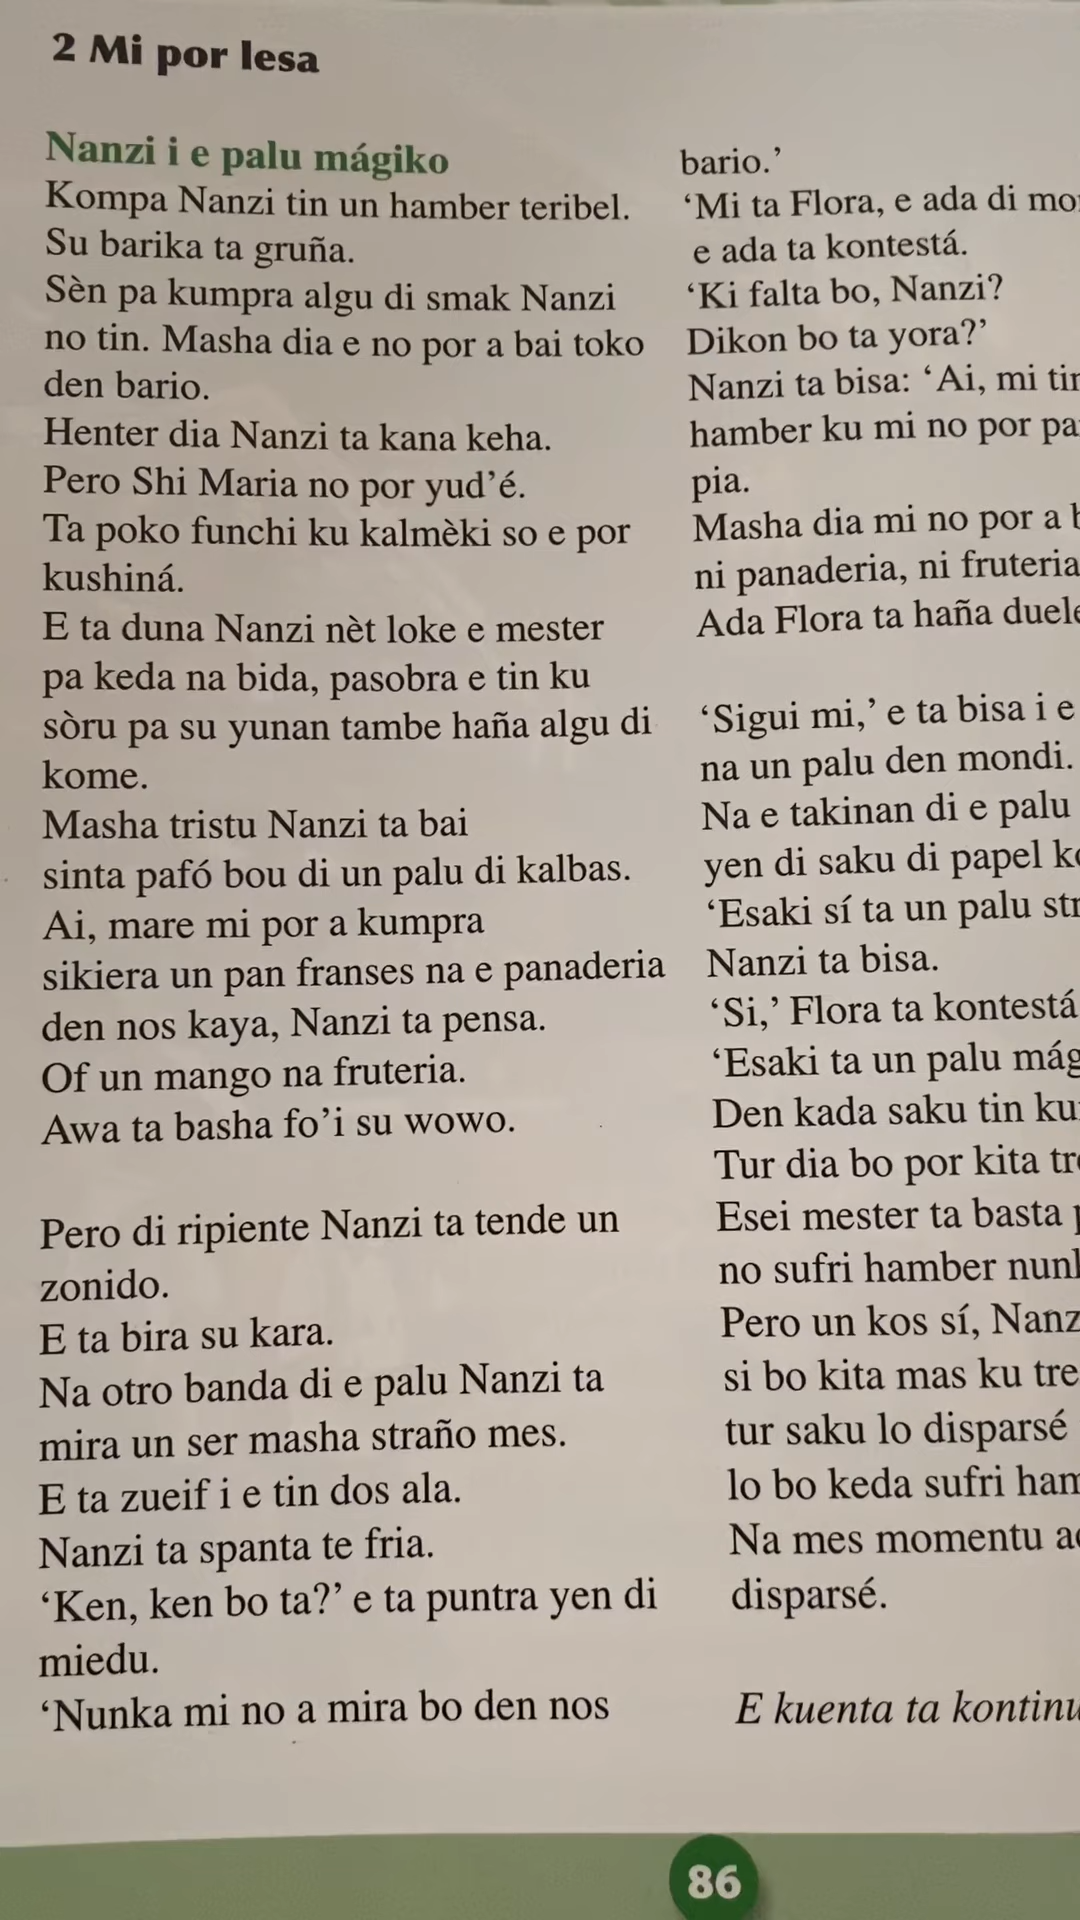 2 Mi por lesa
Nanzi i e palu mágiko
Kompa Nanzi tin un hamber teribel.
Su barika ta gruña.
Sèn pa kumpra algu di smak Nanzi
no tin. Masha dia e no por a bai toko
den bario.
Henter dia Nanzi ta kana keha.
Pero Shi Maria no por yud’é.
Ta poko funchi ku kalmèki so e por
kushiná.
E ta duna Nanzi nèt loke e mester
pa keda na bida, pasobra e tin ku
sòru pa su yunan tambe haña algu di
kome.
Masha tristu Nanzi ta bai
sinta pafó bou di un palu di kalbas.
Ai, mare mi por a kumpra
sikiera un pan franses na e panaderia
den nos kaya, Nanzi ta pensa.
Of un mango na fruteria.
Awa ta basha fo’i su wowo.
Pero di ripiente Nanzi ta tende un
zonido.
E ta bira su kara.
Na otro banda di e palu Nanzi ta
mira un ser masha straño mes.
E ta zueif i e tin dos ala.
Nanzi ta spanta te fria.
‘Ken, ken bo ta?’ e ta puntra yen di
miedu.
‘Nunka mi no a mira bo den nos
bario.’
‘Mi ta Flora, e ada di
e ada ta kontestá.
‘Ki falta bo, Nanzi?
Dikon bo ta yora?’
Nanzi ta bisa: ‘Ai, mi
hamber ku mi no por
pia.
Masha dia mi no por a
ni panaderia, ni fruteria
Ada Flora ta haña
‘Sigui mi,’ e ta bisa i e
na un palu den mondi.
Na e takinan di e palu
yen di saku di papel
‘Esaki sí ta un palu
Nanzi ta bisa.
‘Si,’ Flora ta kontestá
‘Esaki ta un palu
Den kada saku tin
Tur dia bo por kita
Esei mester ta basta
no sufri hamber
Pero un kos sí,
si bo kita mas ku tre
tur saku lo disparsé
lo bo keda sufri
Na mes momentu
disparsé.
E kuenta ta
86